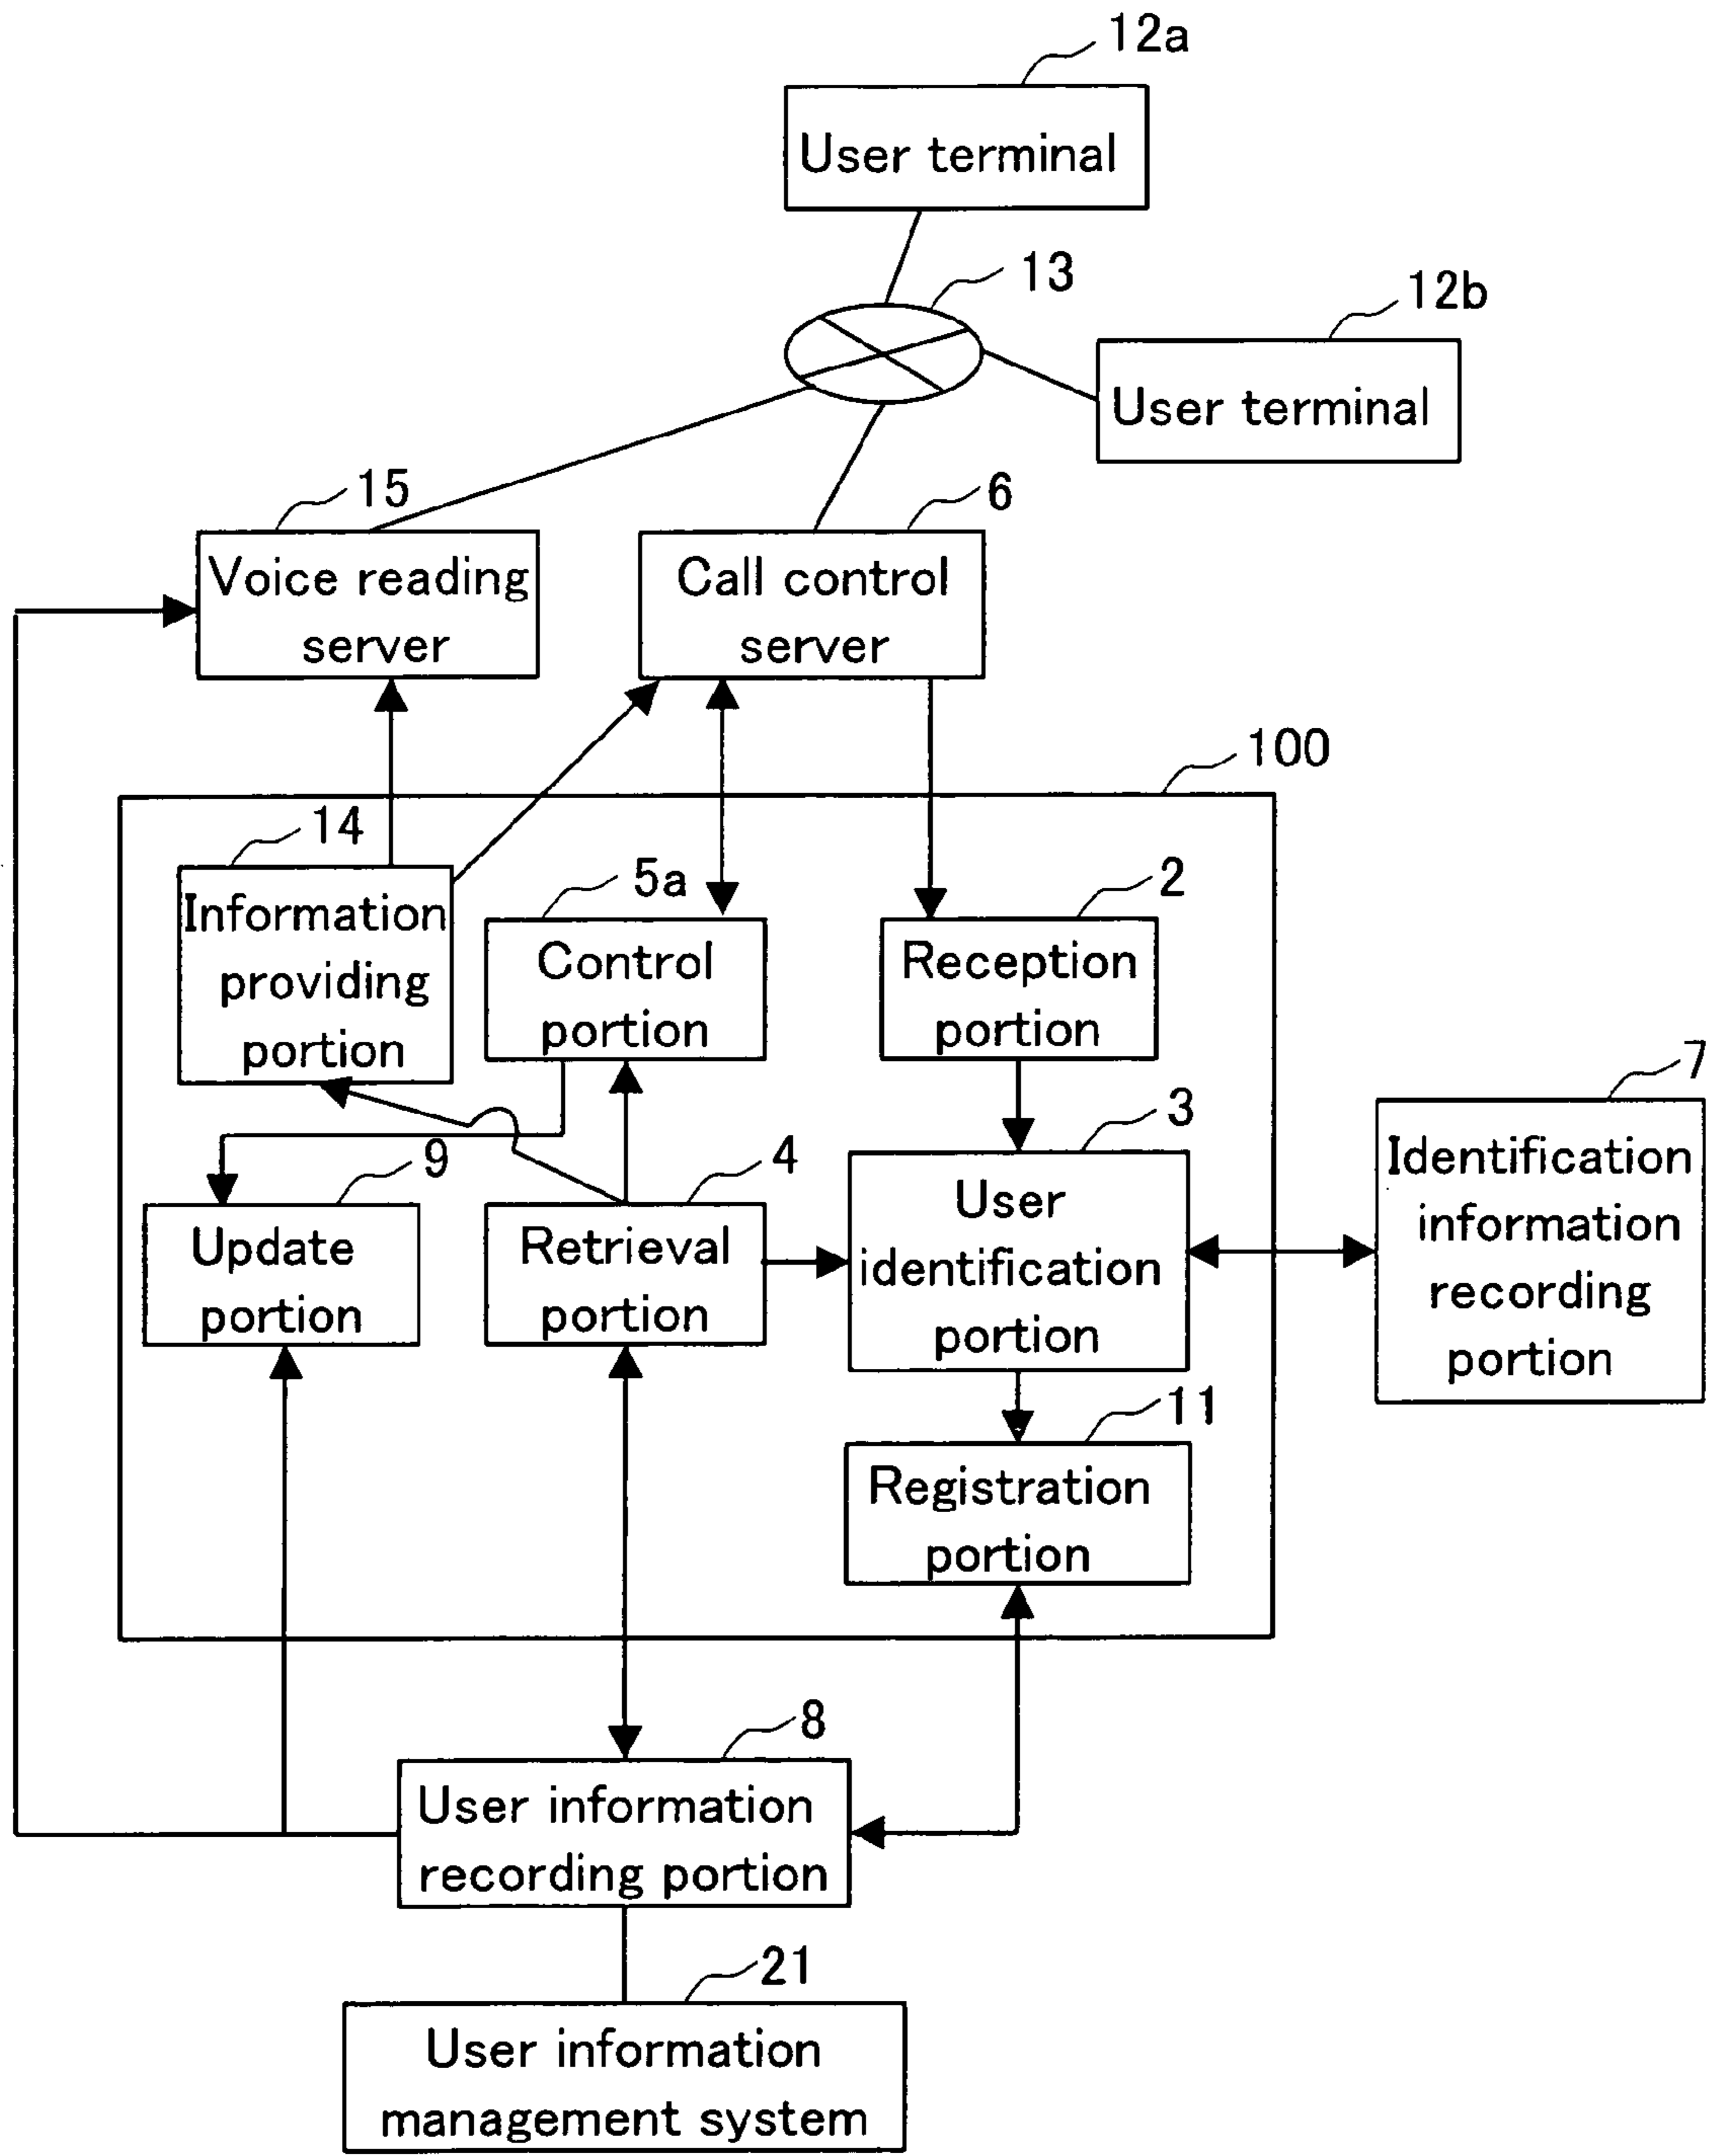 12a
User terminal
13
12b
User terminal
15
6
Voice reading
server
Call control
server
100
14
Information
providing
portion
5a
Control
portion
2
Reception
portion
7
Identification
information
recording
portion
3
User
identification
portion
9
Update
portion
4
Retrieval
portion
11
Registration
portion
8
User information
recording portion
21
User information
management system